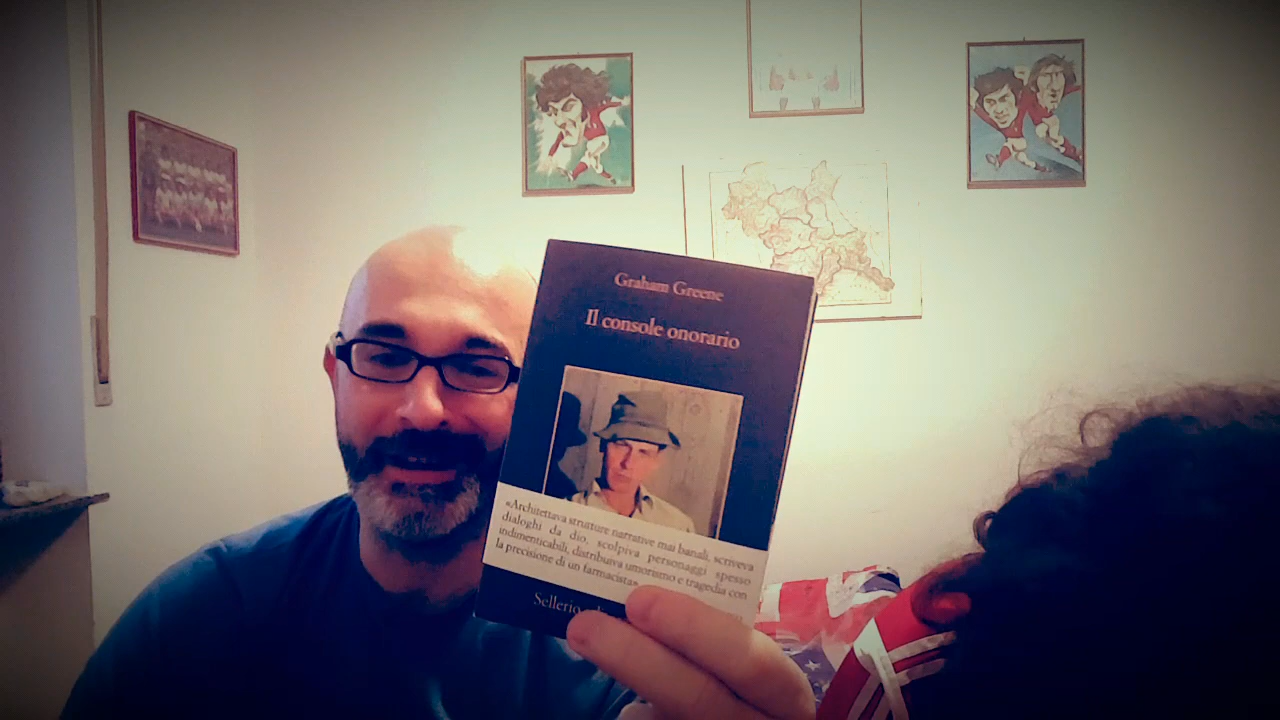 Graham Greene
Il console onorario
«Architettava strutture narrative mai banali, scriveva
dialoghi da dio, scolpiva personaggi spesso
indimenticabili, distribuiva umorismo e tragedia con
la precisione di un farmacista».
Sellerio